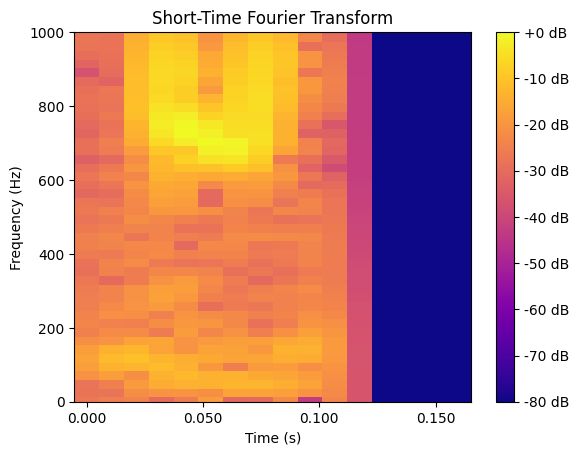 Short-Time Fourier Transform
1000
800
600
400
200
0
Frequency (Hz)
0.000
0.050
0.100
0.150
Time (s)
+0 dB
-10 dB
-20 dB
-30 dB
-40 dB
-50 dB
-60 dB
-70 dB
-80 dB